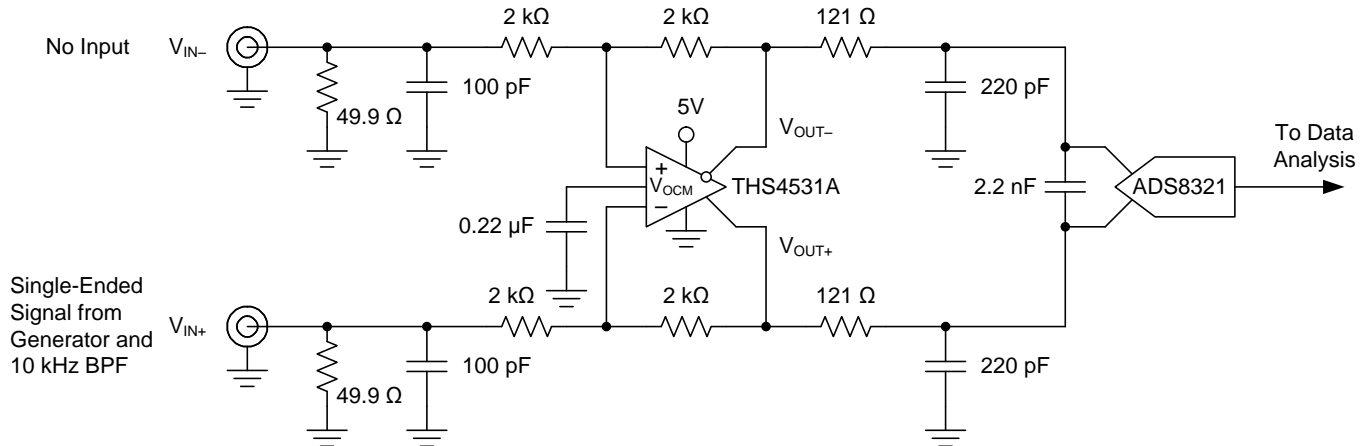 No Input
V_IN–
2 kΩ
2 kΩ
121 Ω
49.9 Ω
100 pF
5V
V_OUT–
220 pF
To Data
Analysis
+
V_OCM
–
THS4531A
2.2 nF
ADS8321
0.22 µF
V_OUT+
Single-Ended
Signal from
Generator and
10 kHz BPF
V_IN+
2 kΩ
2 kΩ
121 Ω
49.9 Ω
100 pF
220 pF